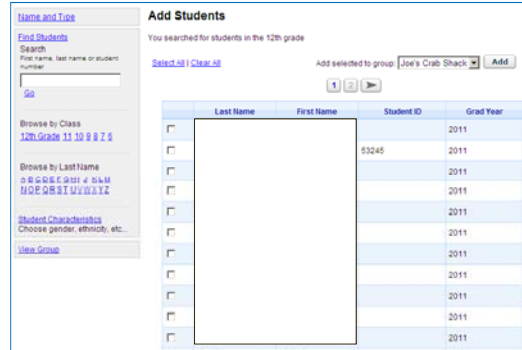 Name and Type
Find Students
Search
First name, last name or student
number
Go
Browse by Class
12th Grade 11 10 9 8 7 6
Browse by Last Name
A B C D E F G H I J K L M
N O P Q R S T U V W X Y Z
Student Characteristics
Choose gender, ethnicity, etc...
View Group
Add Students
You searched for students in the 12th grade
Select All | Clear All
Add selected to group: Joe's Crab Shack Add
1 2
Last Name First Name Student ID Grad Year
2011
53245 2011
2011
2011
2011
2011
2011
2011
2011
2011
2011